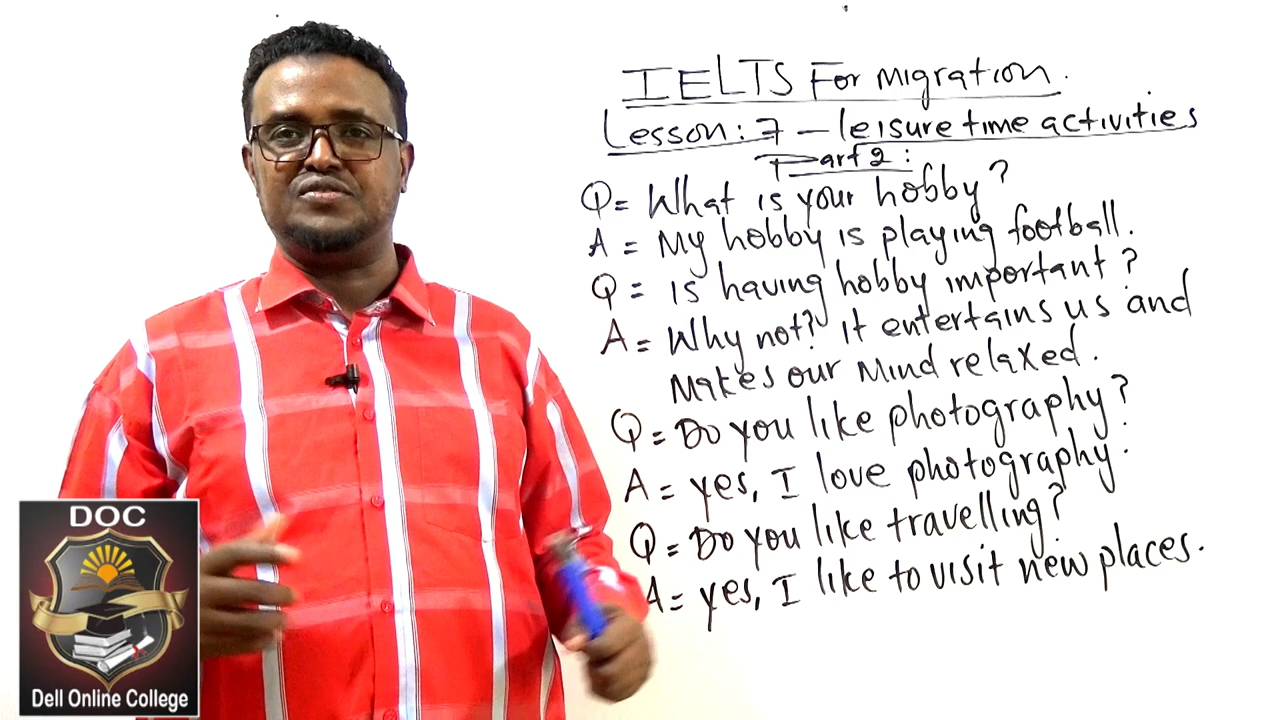 IELTS For Migration.
Lesson: 7 – leisure time activities
Part 2:
Q= What is your hobby?
A= My hobby is playing football.
Q= is having hobby important?
A= Why not? it entertains us and
makes our Mind relaxed.
Q= Do you like photography?
A= yes, I love photography.
Q= Do you like travelling?
A= yes, I like to visit new places.
DOC
Dell Online College